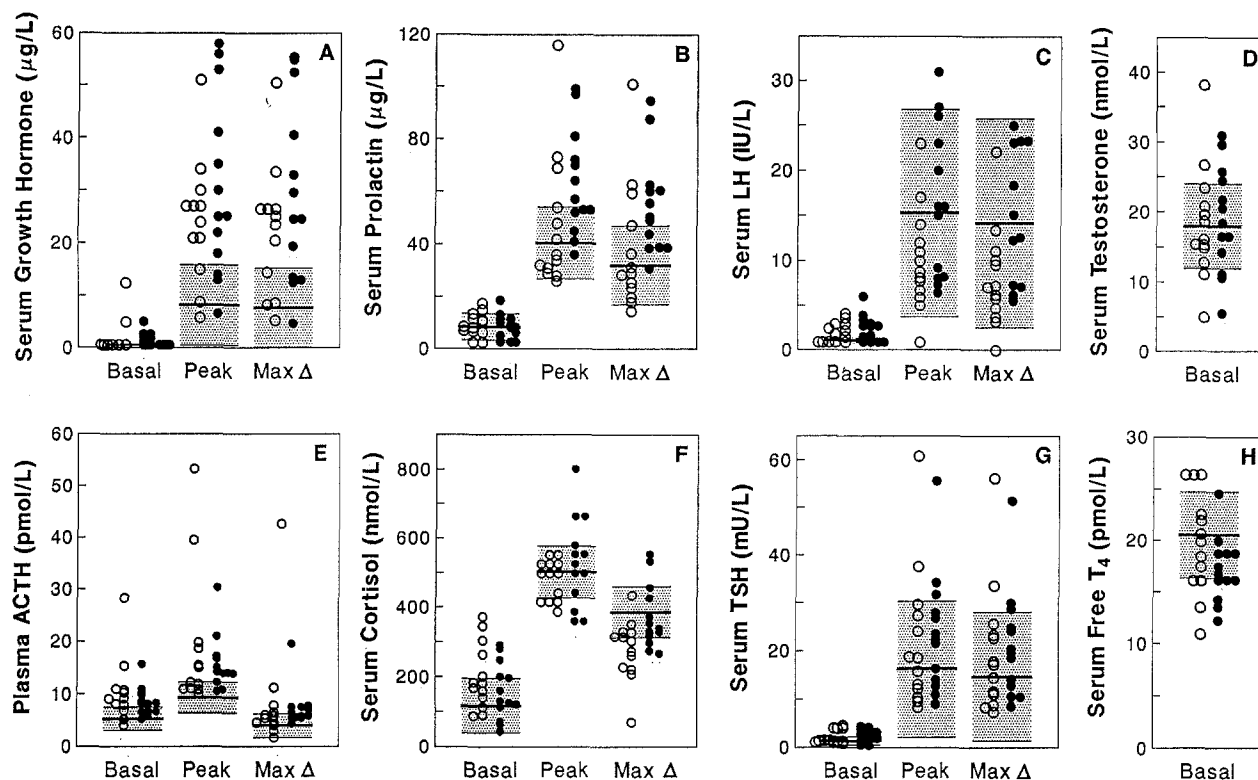 Serum Growth Hormone (μg/L)
60
40
20
0
A
Basal
Peak
Max Δ
Serum Prolactin (μg/L)
120
80
40
0
B
Basal
Peak
Max Δ
Serum LH (IU/L)
30
20
10
0
C
Basal
Peak
Max Δ
Serum Testosterone (nmol/L)
40
30
20
10
0
D
Basal
Plasma ACTH (pmol/L)
60
50
40
30
20
10
0
E
Basal
Peak
Max Δ
Serum Cortisol (nmol/L)
800
600
400
200
0
F
Basal
Peak
Max Δ
Serum TSH (mU/L)
60
50
40
30
20
10
0
G
Basal
Peak
Max Δ
Serum Free T4 (pmol/L)
30
20
10
0
H
Basal